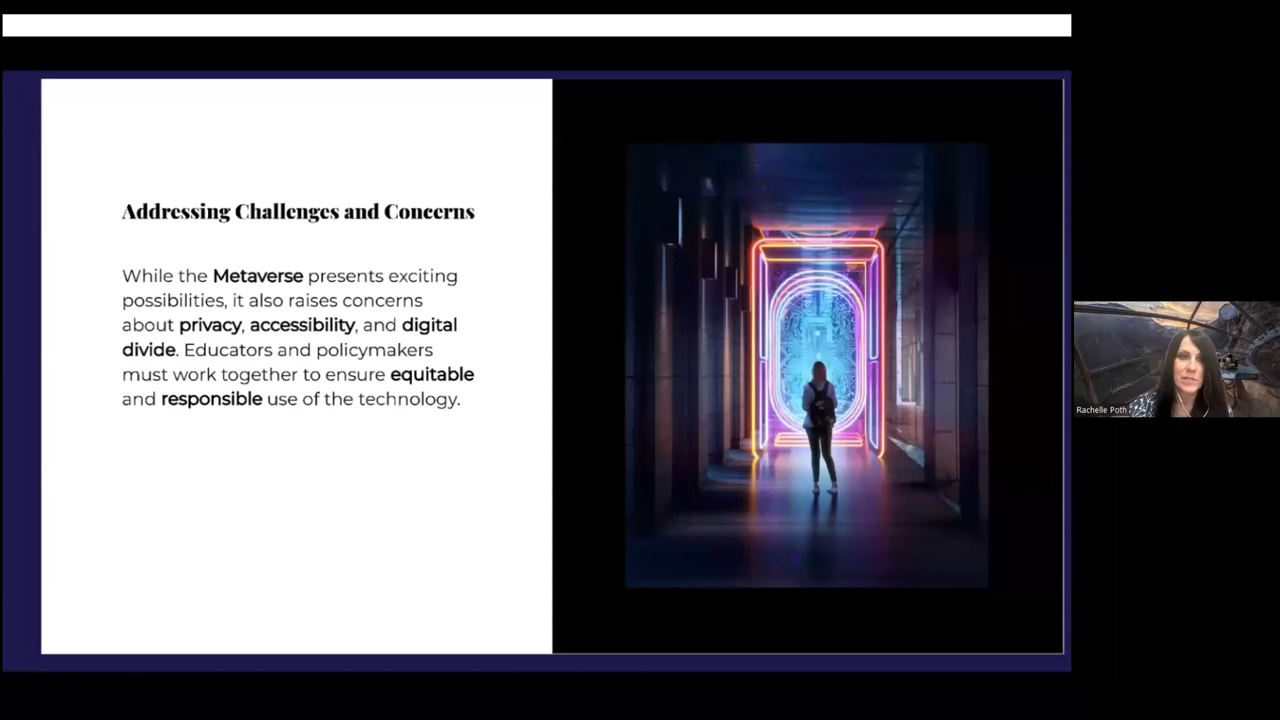 Addressing Challenges and Concerns
While the Metaverse presents exciting
possibilities, it also raises concerns
about privacy, accessibility, and digital
divide. Educators and policymakers
must work together to ensure equitable
and responsible use of the technology.
Rachelle Poth